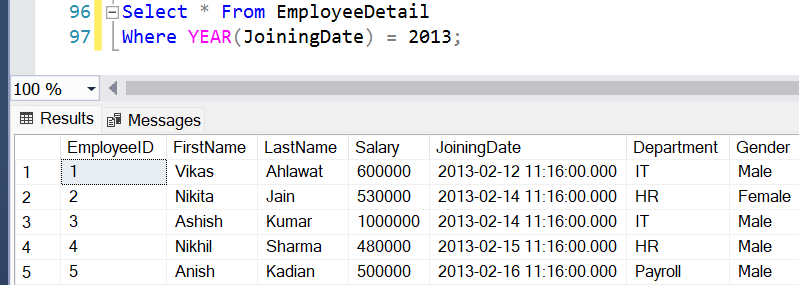 96 Select * From EmployeeDetail
97 Where YEAR(JoiningDate) = 2013;
100 %
Results Messages
EmployeeID FirstName LastName Salary JoiningDate Department Gender
1 1 Vikas Ahlawat 600000 2013-02-12 11:16:00.000 IT Male
2 2 Nikita Jain 530000 2013-02-14 11:16:00.000 HR Female
3 3 Ashish Kumar 1000000 2013-02-14 11:16:00.000 IT Male
4 4 Nikhil Sharma 480000 2013-02-15 11:16:00.000 HR Male
5 5 Anish Kadian 500000 2013-02-16 11:16:00.000 Payroll Male